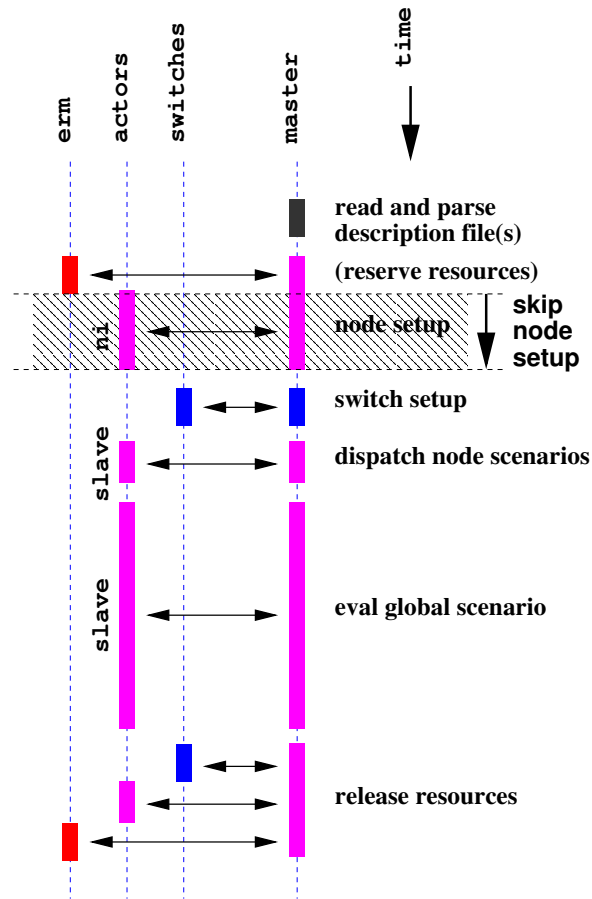 erm
actors
switches
master
time
read and parse
description file(s)
(reserve resources)
ni
node setup
skip
node
setup
switch setup
slave
dispatch node scenarios
slave
eval global scenario
release resources